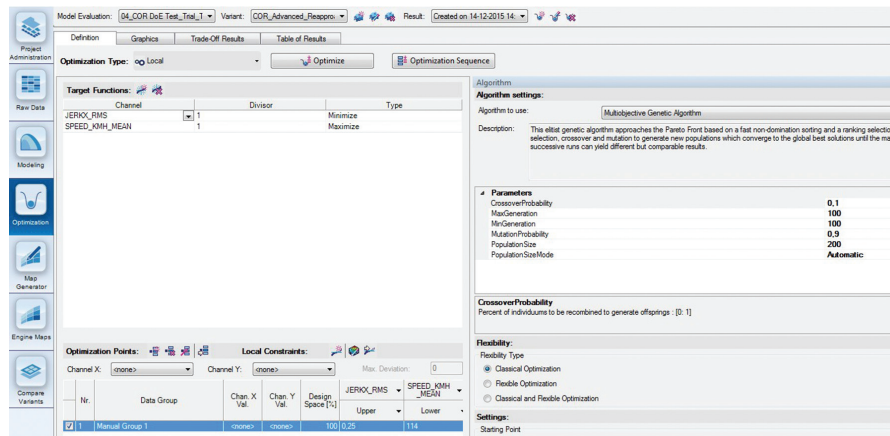 Model Evaluation: 04_COR DoE Test_Trial_T Variant: COR_Advanced_Reappro. Result: Created on 14-12-2015 14:
Definition Graphics Trade-Off Results Table of Results
Project Administration
Optimization Type: Local Optimize Optimization Sequence
Raw Data
Modeling
Optimization
Map Generator
Engine Maps
Compare Variants
Target Functions:
Channel Divisor Type
JERKX_RMS 1 Minimize
SPEED_KMH_MEAN 1 Maximize
Optimization Points: Local Constraints:
Channel X: <none> Channel Y: <none> Max. Deviation: 0
Nr. Data Group Chan. X Val. Chan. Y Val. Design Space [%] JERKX_RMS SPEED_KMH _MEAN
Upper Lower
1 Manual Group 1 <none> <none> 100 0,25 114
Algorithm
Algorithm settings:
Algorithm to use: Multiobjective Genetic Algorithm
Description: This elitist genetic algorithm approaches the Pareto Front based on a fast non-domination sorting and a ranking selectio
selection, crossover and mutation to generate new populations which converge to the global best solutions until the ma
successive runs can yield different but comparable results.
Parameters
CrossoverProbability 0,1
MaxGeneration 100
MinGeneration 100
MutationProbability 0,9
PopulationSize 200
PopulationSizeMode Automatic
CrossoverProbability
Percent of individuums to be recombined to generate offsprings : [0: 1]
Flexibility:
Flexibility Type
Classical Optimization
Flexible Optimization
Classical and Flexible Optimization
Settings:
Starting Point